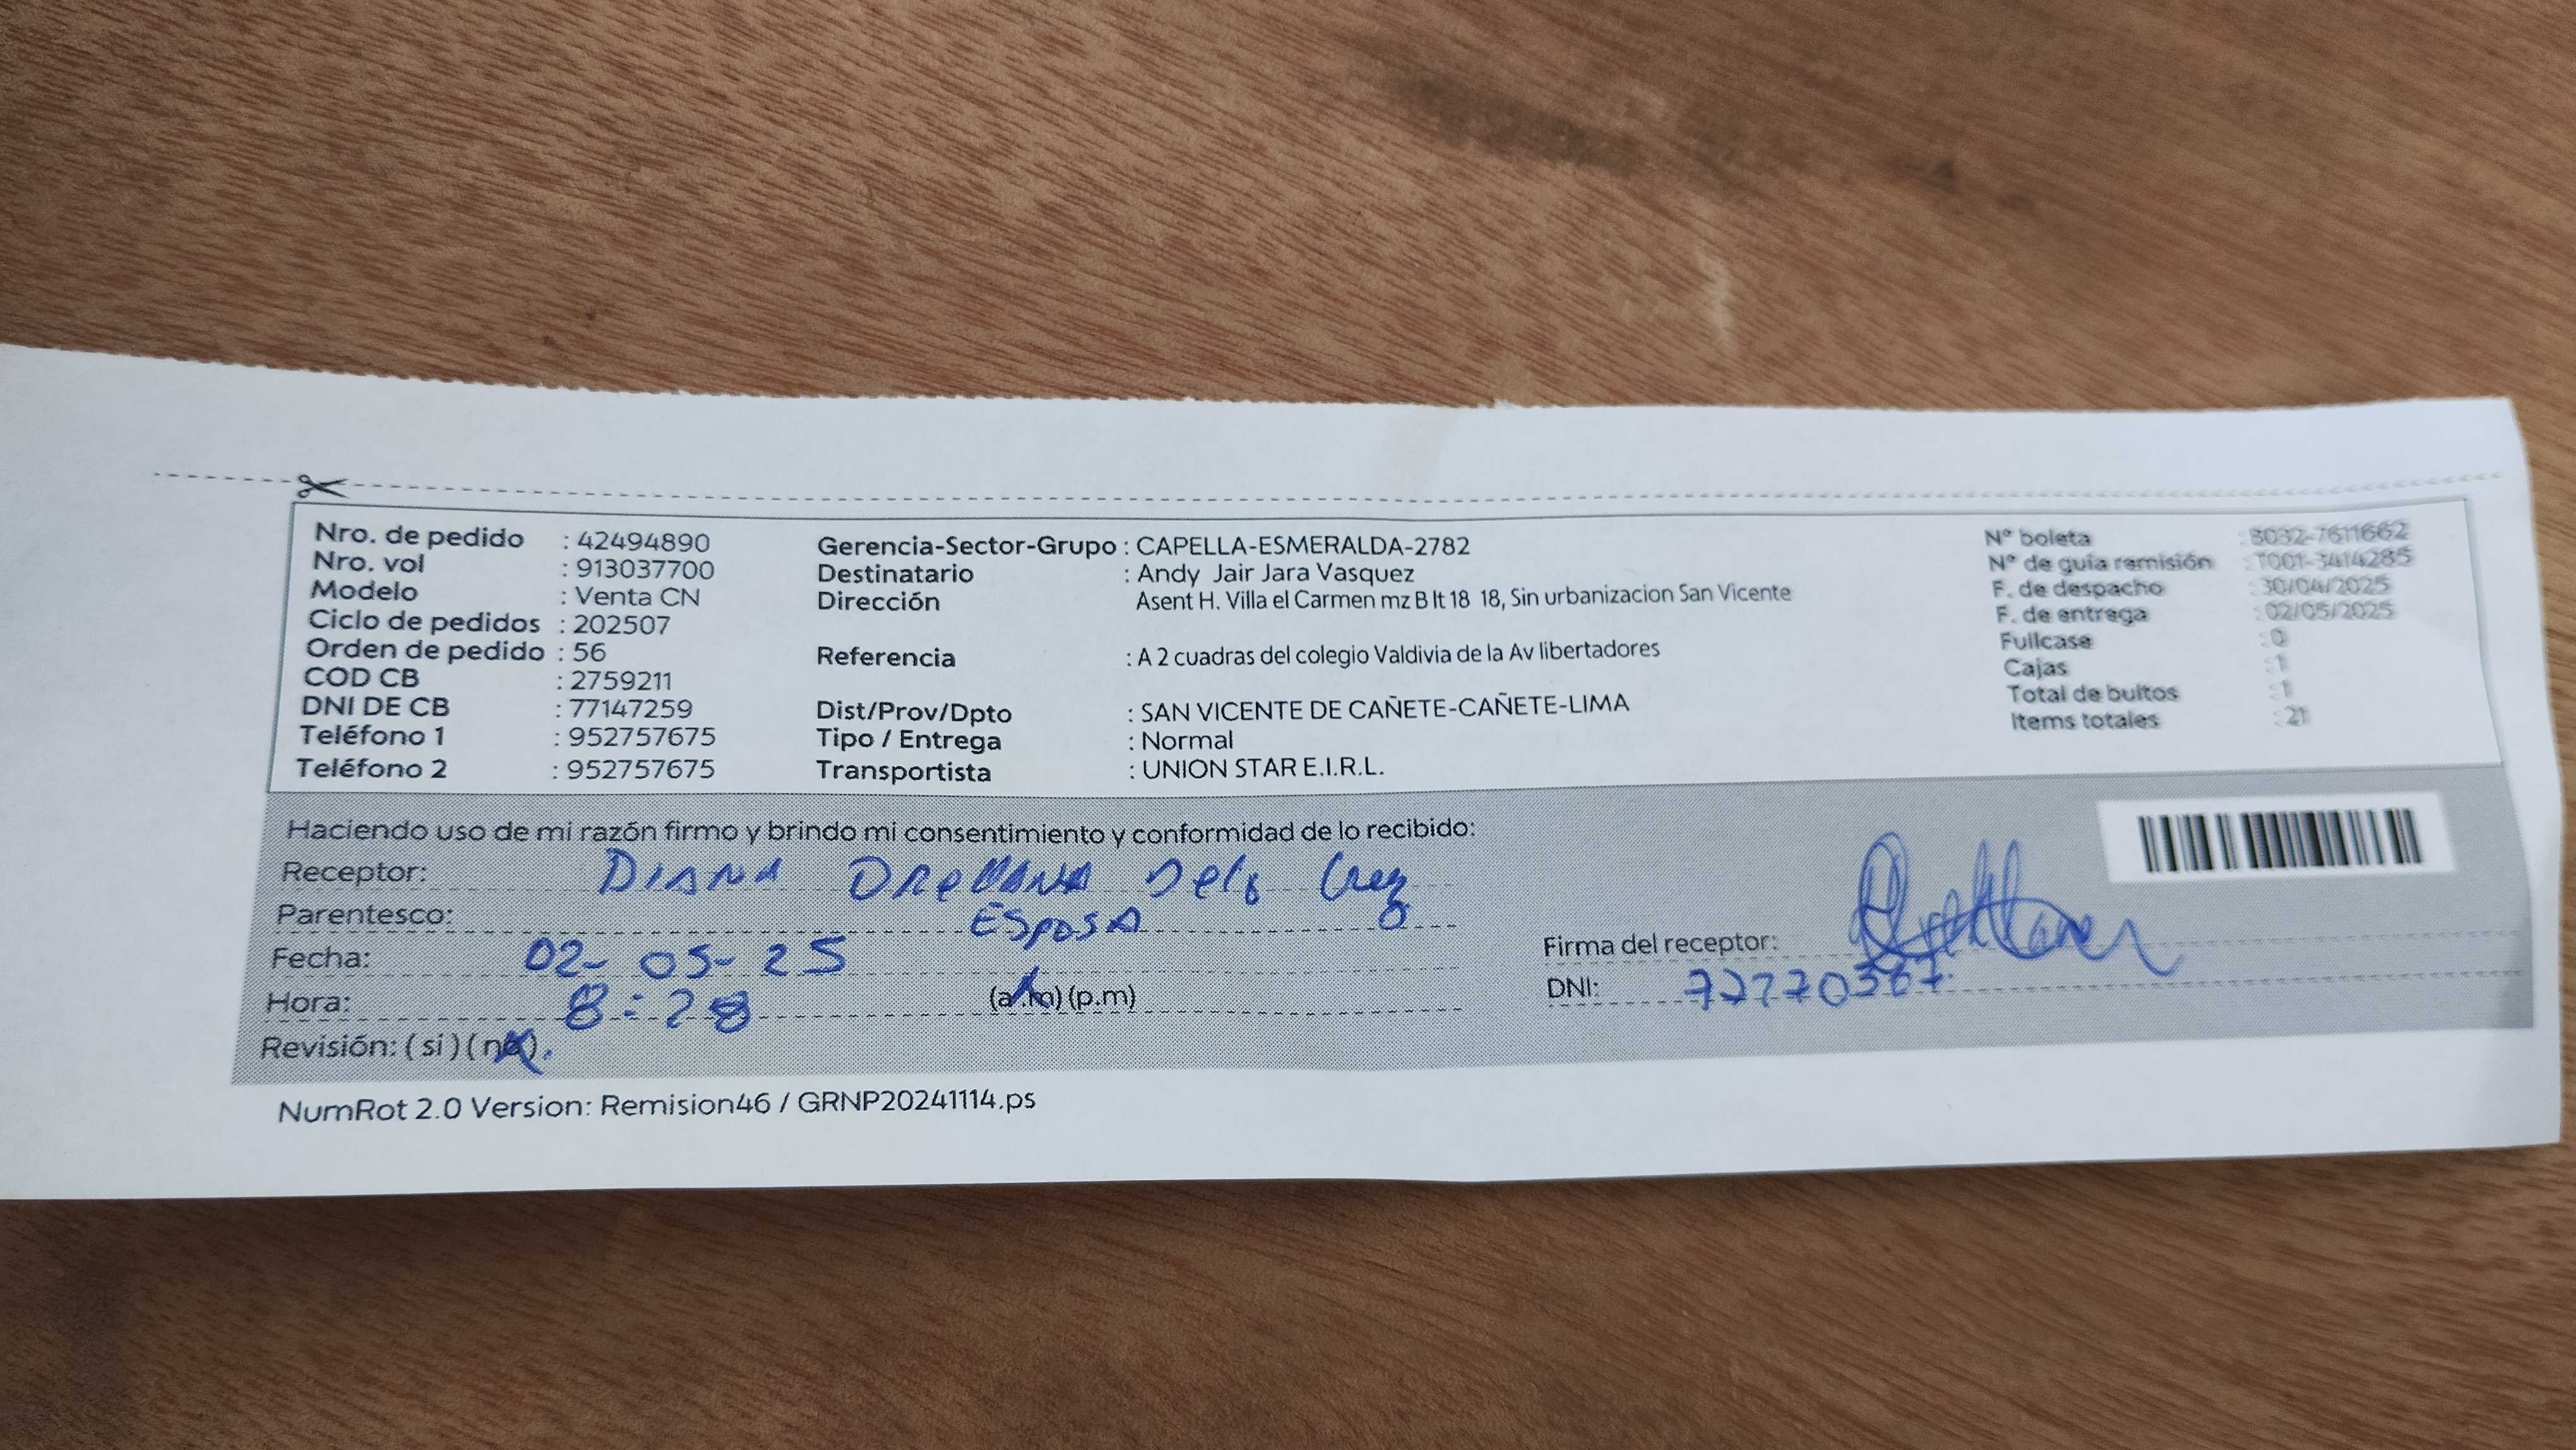 Nro. de pedido : 42494890
Nro. vol : 913037700
Modelo : Venta CN
Ciclo de pedidos : 202507
Orden de pedido : 56
COD CB : 2759211
DNI DE CB : 77147259
Teléfono 1 : 952757675
Teléfono 2 : 952757675
Gerencia-Sector-Grupo : CAPELLA-ESMERALDA-2782
Destinatario : Andy Jair Jara Vasquez
Dirección Asent H. Villa el Carmen mz B lt 18 18, Sin urbanizacion San Vicente
Referencia : A 2 cuadras del colegio Valdivia de la Av libertadores
Dist/Prov/Dpto : SAN VICENTE DE CAÑETE-CAÑETE-LIMA
Tipo / Entrega : Normal
Transportista : UNION STAR E.I.R.L.
N° boleta : B032-7611662
N° de guía remisión : T001-3414285
F. de despacho : 30/04/2025
F. de entrega : 02/05/2025
Fullcase : 0
Cajas : 1
Total de bultos : 1
Items totales : 21
Haciendo uso de mi razón firmo y brindo mi consentimiento y conformidad de lo recibido:
Receptor: DIANA ORellANA Dela Cruz
Parentesco: ESPOSA
Fecha: 02-05-25
Hora: 8:28 (a.m) (p.m)
Revisión: (si) (no).
Firma del receptor:
DNI: 72770367
NumRot 2.0 Version: Remision46 / GRNP20241114.ps